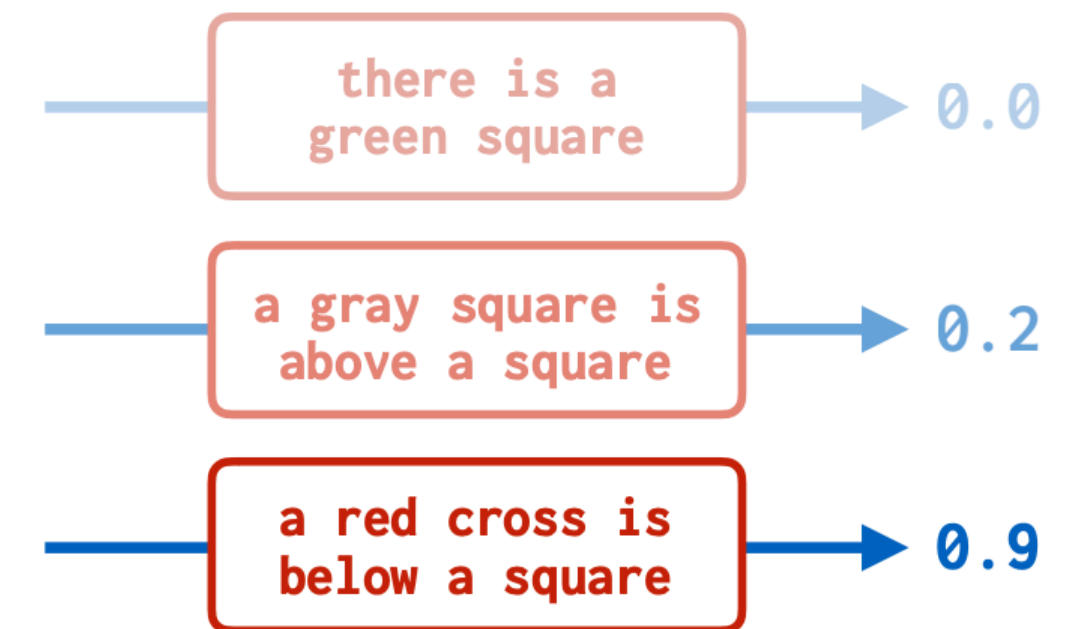 there is a
green square
0.0
a gray square is
above a square
0.2
a red cross is
below a square
0.9